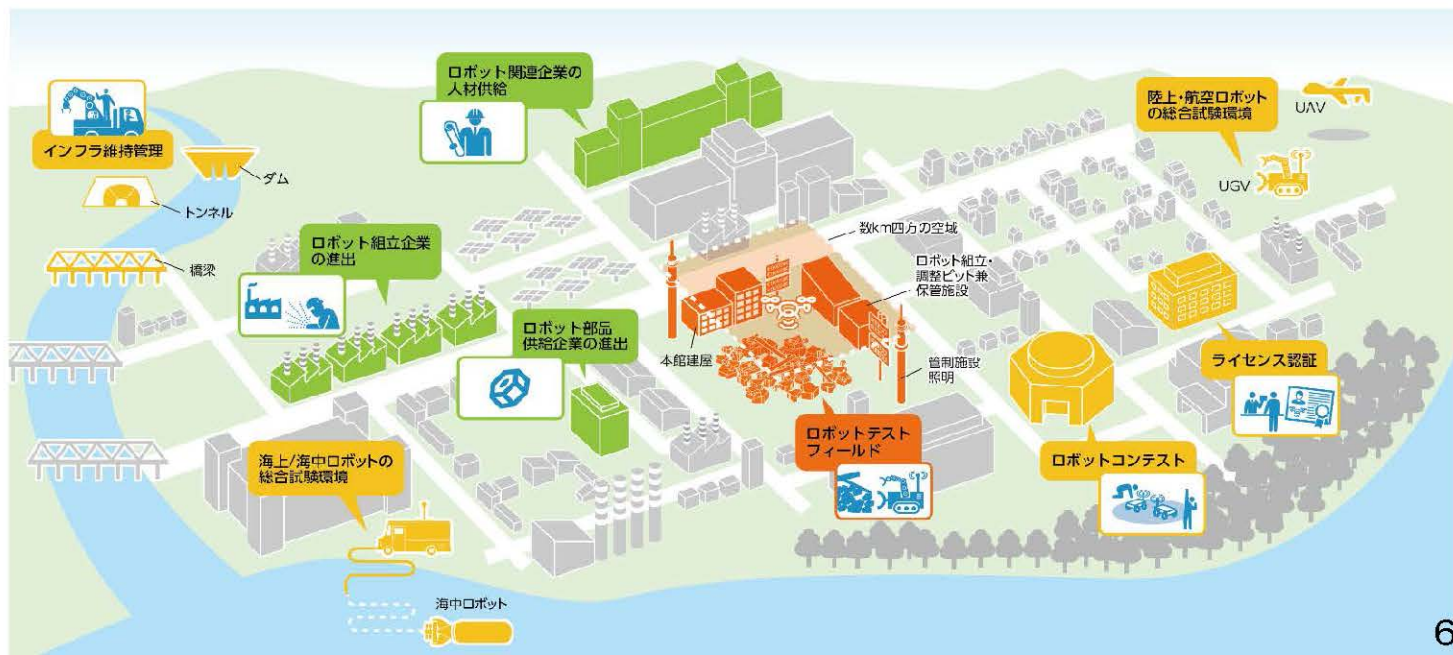 ロボット関連企業の
人材供給
陸上・航空ロボット
の総合試験環境
UAV
UGV
インフラ維持管理
ダム
トンネル
橋梁
ロボット組立企業
の進出
数km四方の空域
ロボット組立・
調整ピット兼
保管施設
ロボット部品
供給企業の進出
本館建屋
管制施設
照明
ライセンス認証
ロボットテスト
フィールド
ロボットコンテスト
海上/海中ロボットの
総合試験環境
海中ロボット
6